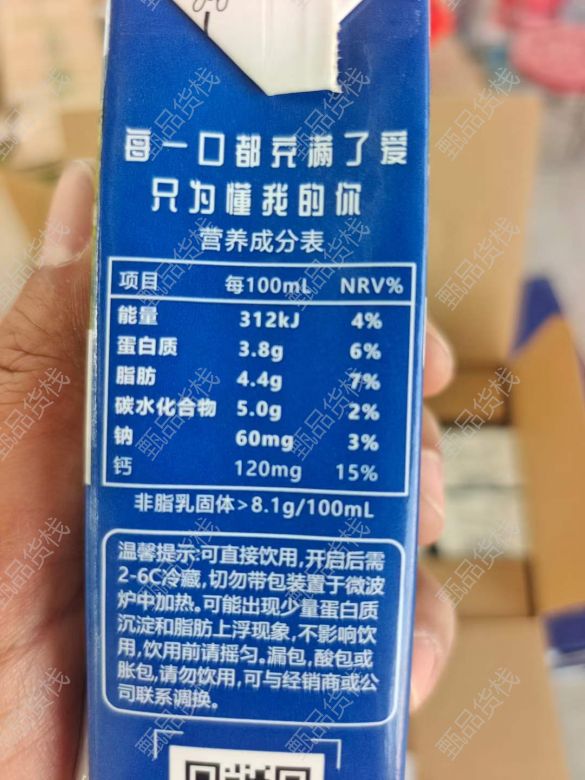 每一口都充满了爱
只为懂我的你
营养成分表
项目 每100mL NRV%
能量 312kJ 4%
蛋白质 3.8g 6%
脂肪 4.4g 7%
碳水化合物 5.0g 2%
钠 60mg 3%
钙 120mg 15%
非脂乳固体>8.1g/100mL
温馨提示:可直接饮用,开启后需
2-6C冷藏,切勿带包装置于微波
炉中加热。可能出现少量蛋白质
沉淀和脂肪上浮现象,不影响饮
用,饮用前请摇匀。漏包,酸包或
胀包,请勿饮用,可与经销商或公
司联系调换。
甄品货栈